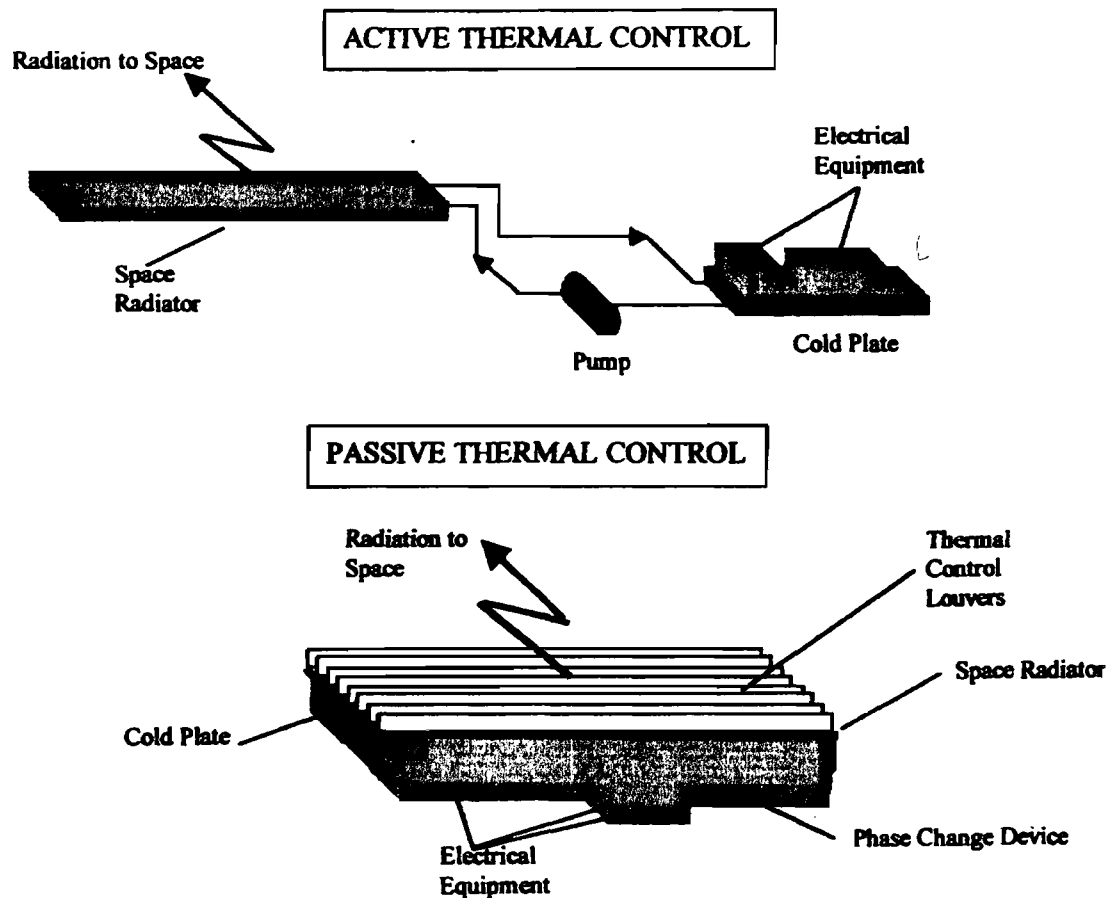 ACTIVE THERMAL CONTROL
Radiation to Space
Electrical
Equipment
Space
Radiator
Pump
Cold Plate
PASSIVE THERMAL CONTROL
Radiation to
Space
Thermal
Control
Louvers
Space Radiator
Cold Plate
Phase Change Device
Electrical
Equipment